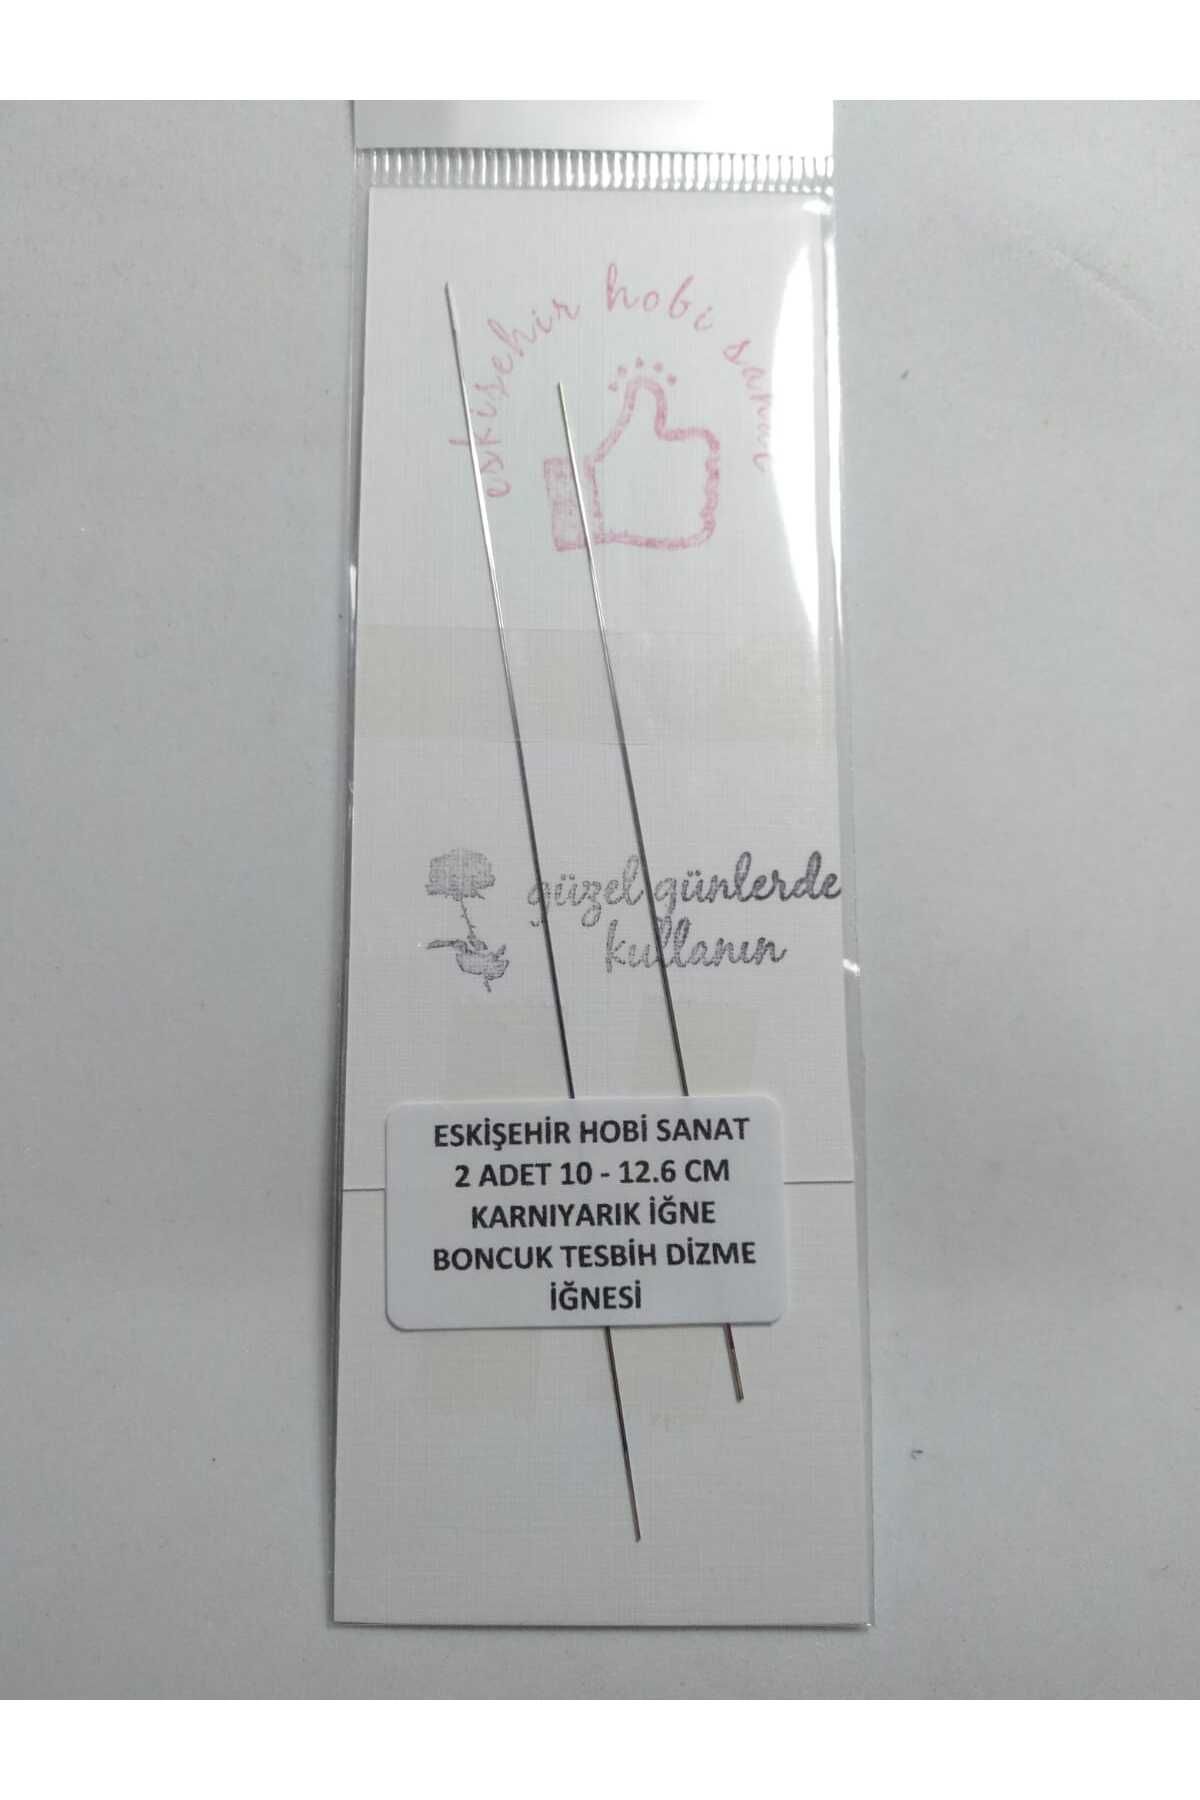 eskişehir hobi sanat
güzel günlerde
kullanın
ESKİŞEHİR HOBİ SANAT
2 ADET 10 - 12.6 CM
KARNIYARIK İĞNE
BONCUK TESBİH DİZME
İĞNESİ